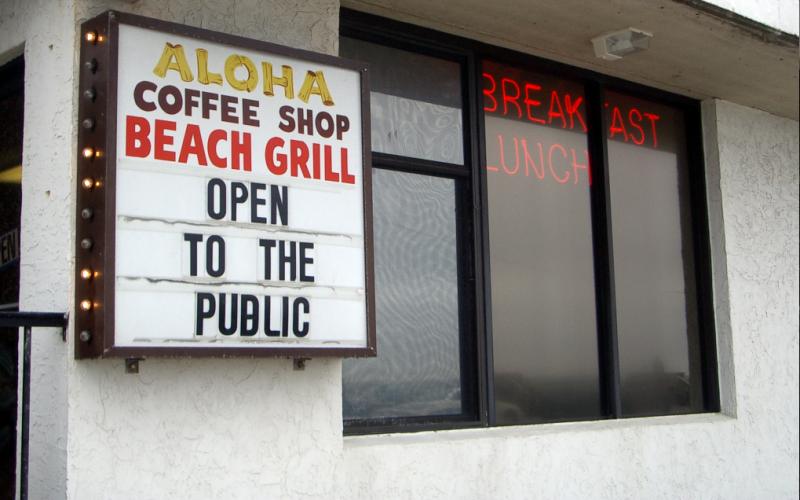 ALOHA
COFFEE SHOP
BEACH GRILL
OPEN
TO THE
PUBLIC
BREAKFAST
LUNCH